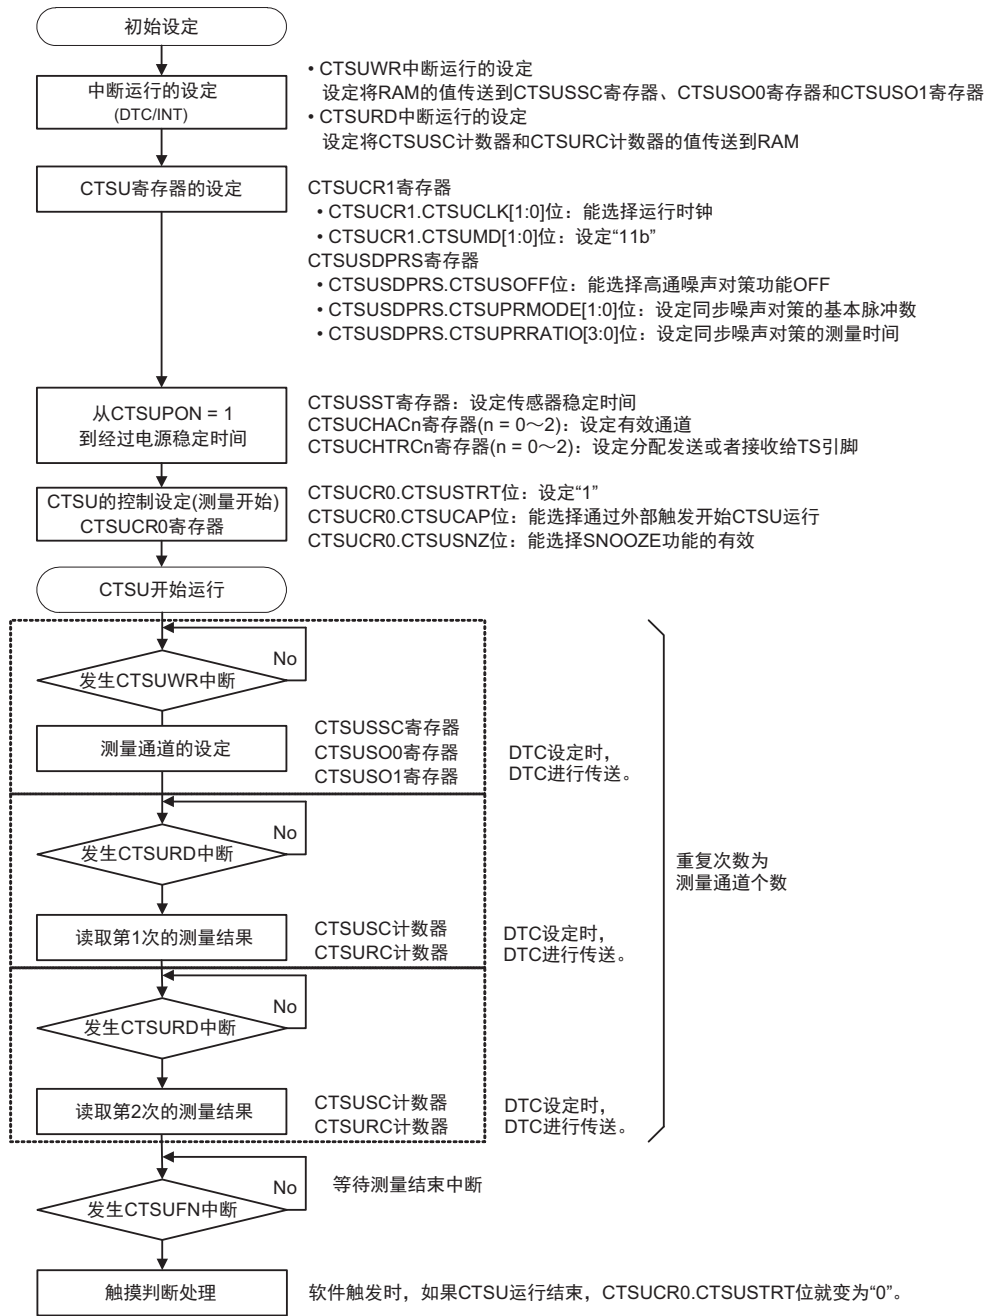 初始设定
中断运行的设定
(DTC/INT)
• CTSUWR中断运行的设定
设定将RAM的值传送到CTSUSSC寄存器、CTSUSO0寄存器和CTSUSO1寄存器
• CTSURD中断运行的设定
设定将CTSUSC计数器和CTSURC计数器的值传送到RAM
CTSU寄存器的设定
CTSUCR1寄存器
• CTSUCR1.CTSUCLK[1:0]位：能选择运行时钟
• CTSUCR1.CTSUMD[1:0]位：设定“11b”
CTSUSDPRS寄存器
• CTSUSDPRS.CTSUSOFF位：能选择高通噪声对策功能OFF
• CTSUSDPRS.CTSUPRMODE[1:0]位：设定同步噪声对策的基本脉冲数
• CTSUSDPRS.CTSUPRRATIO[3:0]位：设定同步噪声对策的测量时间
从CTSUPON = 1
到经过电源稳定时间
CTSUSST寄存器：设定传感器稳定时间
CTSUCHACn寄存器(n = 0～2)：设定有效通道
CTSUCHTRCn寄存器(n = 0～2)：设定分配发送或者接收给TS引脚
CTSU的控制设定(测量开始)
CTSUCR0寄存器
CTSUCR0.CTSUSTRT位：设定“1”
CTSUCR0.CTSUCAP位：能选择通过外部触发开始CTSU运行
CTSUCR0.CTSUSNZ位：能选择SNOOZE功能的有效
CTSU开始运行
No
发生CTSUWR中断
测量通道的设定
CTSUSSC寄存器
CTSUSO0寄存器
CTSUSO1寄存器
DTC设定时，
DTC进行传送。
No
发生CTSURD中断
重复次数为
测量通道个数
读取第1次的测量结果
CTSUSC计数器
CTSURC计数器
DTC设定时，
DTC进行传送。
No
发生CTSURD中断
读取第2次的测量结果
CTSUSC计数器
CTSURC计数器
DTC设定时，
DTC进行传送。
No
等待测量结束中断
发生CTSUFN中断
触摸判断处理
软件触发时，如果CTSU运行结束，CTSUCR0.CTSUSTRT位就变为“0”。